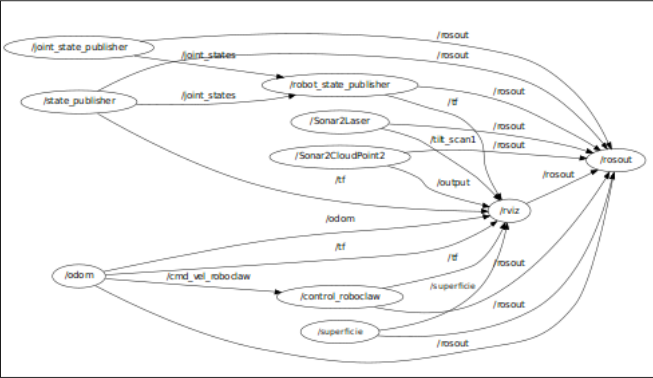 /rosout
/joint_state_publisher
/joint_states
/rosout
/robot_state_publisher
/rosout
/state_publisher
/joint_states
/tf
/Sonar2Laser
/rosout
/tilt_scan1
/rosout
/Sonar2CloudPoint2
/rosout
/rosout
/tf
/output
/rviz
/odom
/tf
/tf
/rosout
/odom
/cmd_vel_roboclaw
/superficie
/control_roboclaw
/rosout
/superficie
/rosout